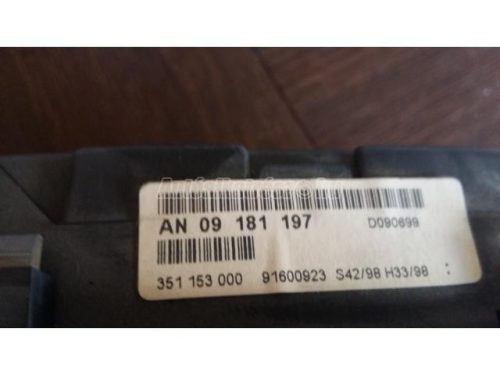 AN 09 181 197 D090699
351 153 000 91600923 S42/98 H33/98 :